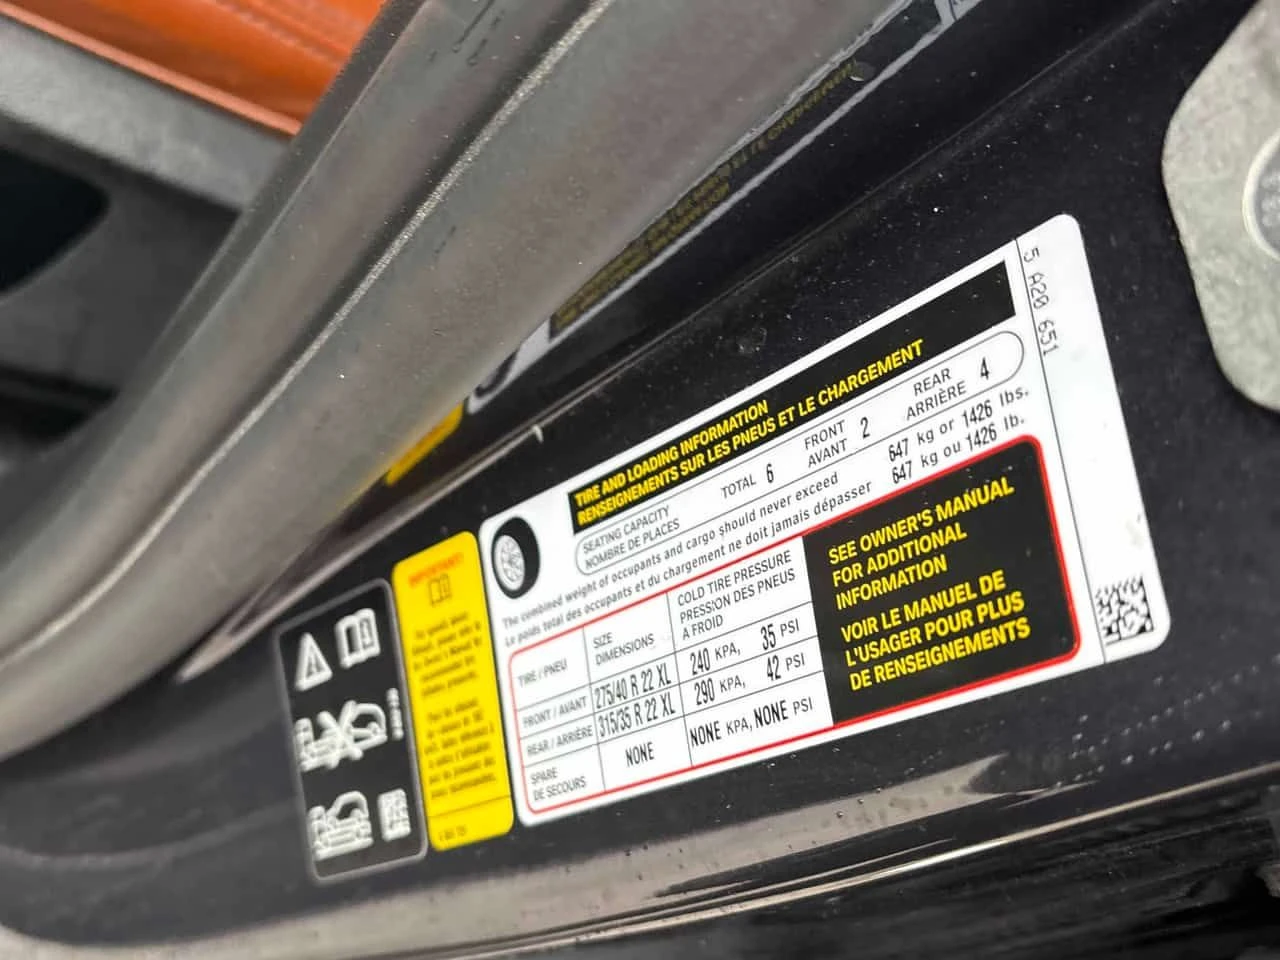 5 A20 651
TIRE AND LOADING INFORMATION
RENSEIGNEMENTS SUR LES PNEUS ET LE CHARGEMENT
SEATING CAPACITY
NOMBRE DE PLACES
TOTAL 6
FRONT
AVANT 2
REAR
ARRIÈRE 4
The combined weight of occupants and cargo should never exceed 647 kg or 1426 lbs.
Le poids total des occupants et du chargement ne doit jamais dépasser 647 kg ou 1426 lb.
TIRE / PNEU
SIZE
DIMENSIONS
COLD TIRE PRESSURE
PRESSION DES PNEUS
A FROID
FRONT / AVANT 275/40 R 22 XL 240 KPA, 35 PSI
REAR / ARRIÈRE 315/35 R 22 XL 290 KPA, 42 PSI
SPARE
DE SECOURS NONE NONE KPA, NONE PSI
SEE OWNER'S MANUAL
FOR ADDITIONAL
INFORMATION
VOIR LE MANUEL DE
L'USAGER POUR PLUS
DE RENSEIGNEMENTS
IMPORTANT!